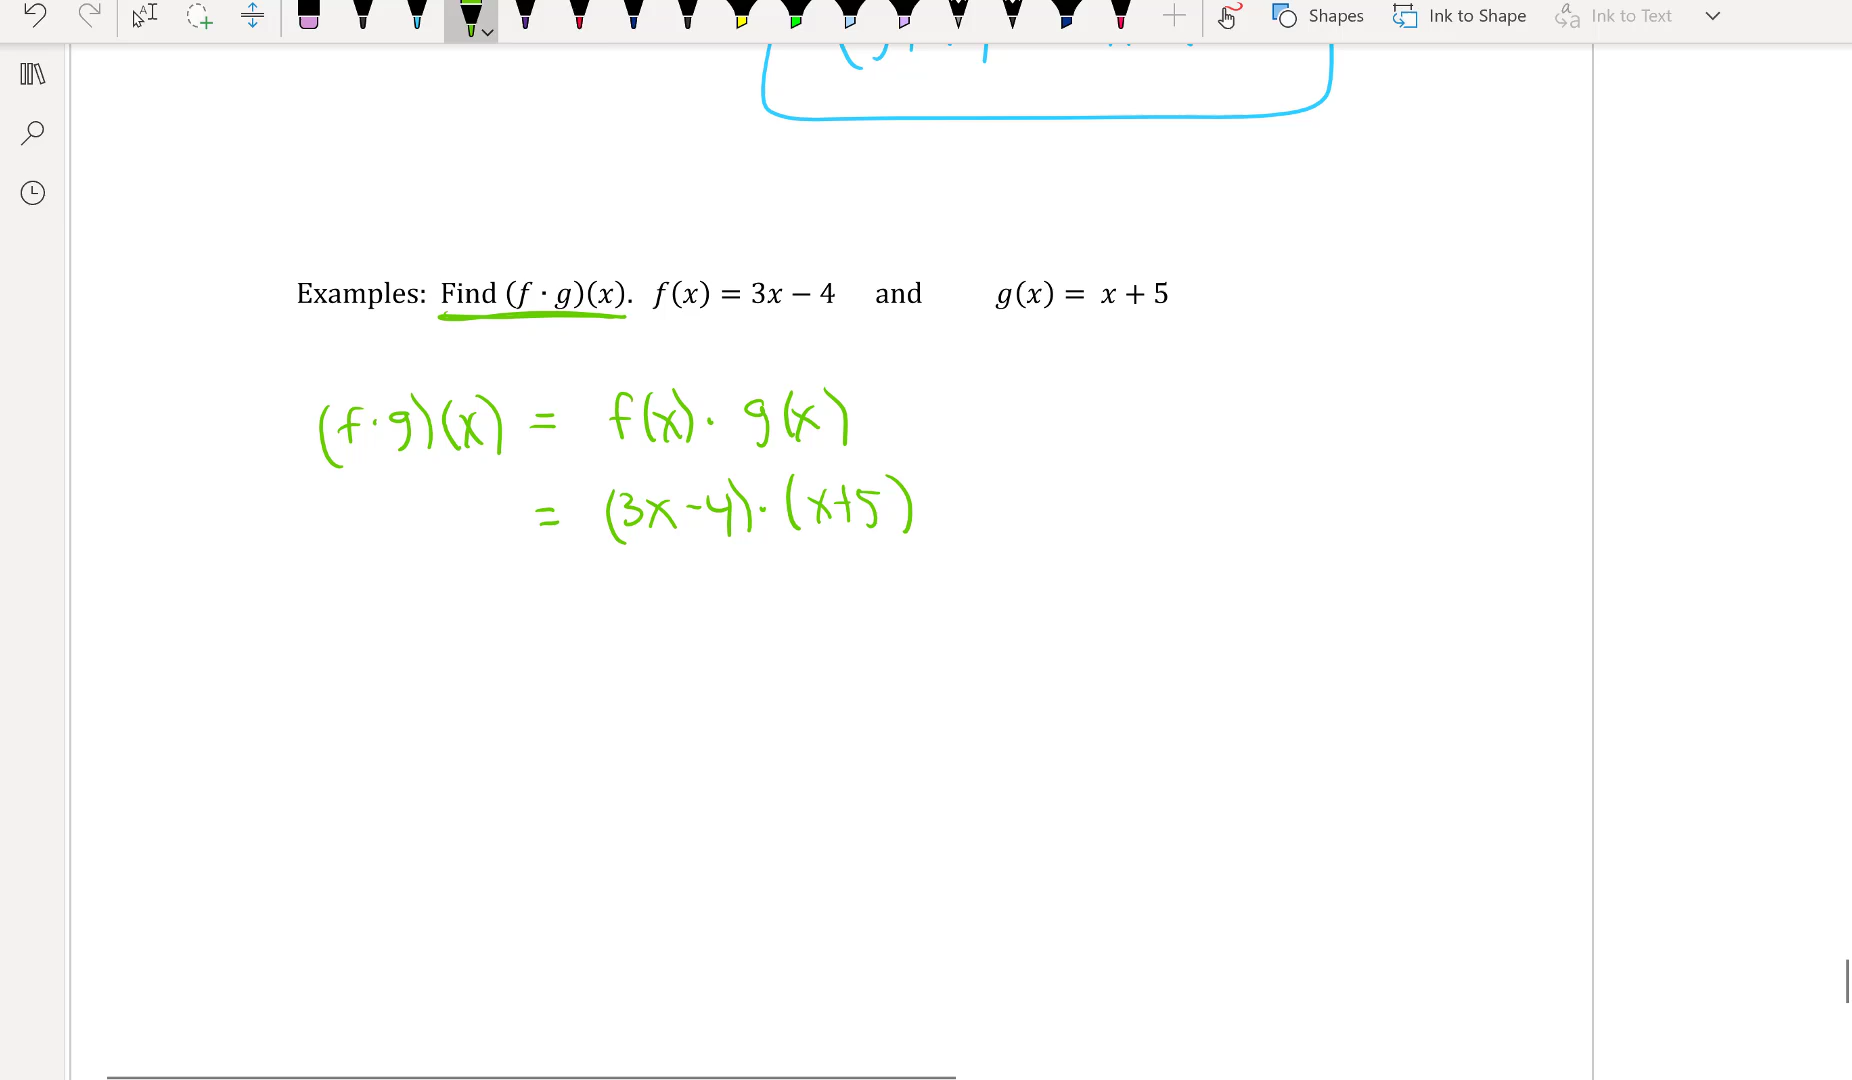 Shapes Ink to Shape Ink to Text
Examples: Find (f · g)(x). f(x) = 3x − 4 and g(x) = x + 5
(f·g)(x) = f(x)· g(x)
= (3x-4)·(x+5)